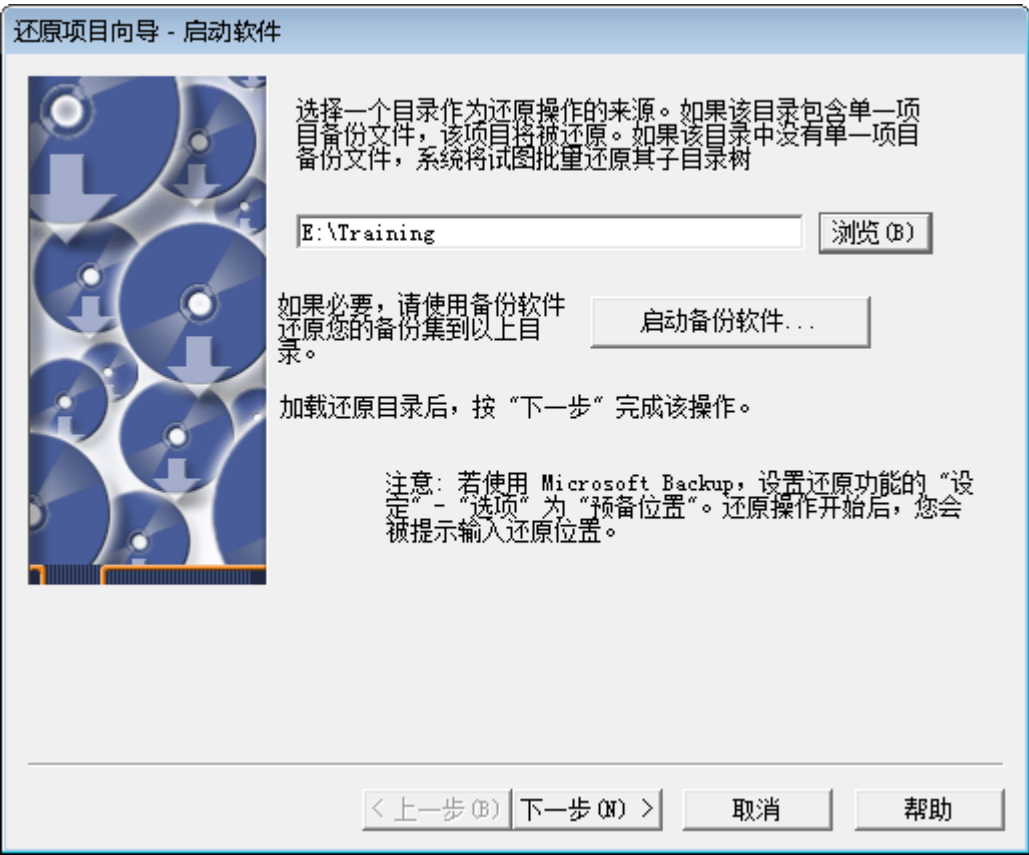 还原项目向导 - 启动软件
选择一个目录作为还原操作的来源。如果该目录包含单一项
目备份文件，该项目将被还原。如果该目录中没有单一项目
备份文件，系统将试图批量还原其子目录树
E:\Training
浏览(B)
如果必要，请使用备份软件
还原您的备份集到以上目
录。
启动备份软件...
加载还原目录后，按 “下一步” 完成该操作。
注意: 若使用 Microsoft Backup，设置还原功能的 “设
定” - “选项” 为 “预备位置”。还原操作开始后，您会
被提示输入还原位置。
< 上一步(B)
下一步(N) >
取消
帮助